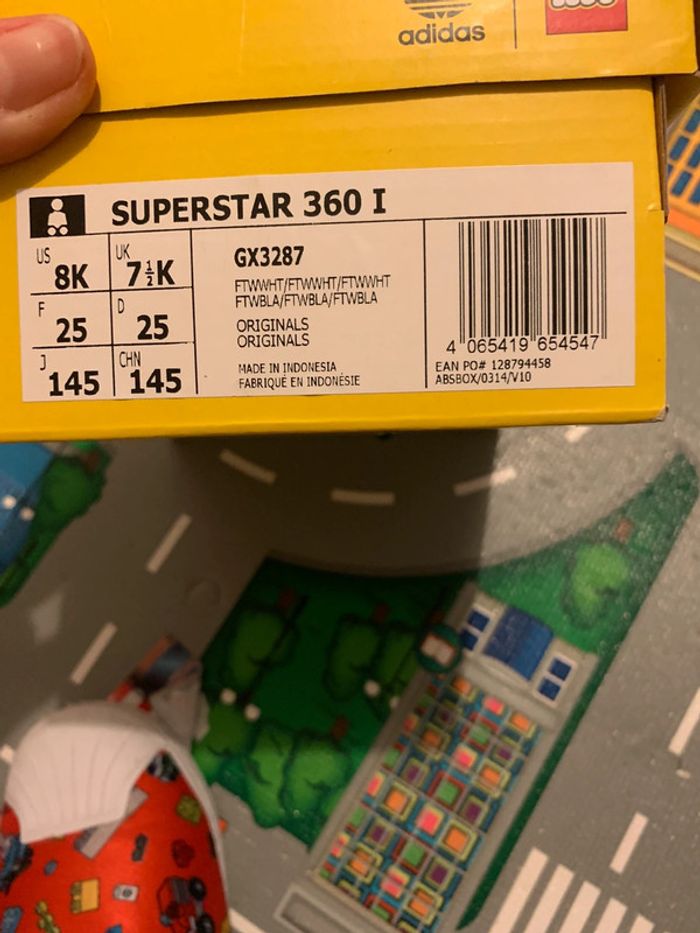 adidas
SUPERSTAR 360 I
US 8K UK 7½K
F 25 D 25
J 145 CHN 145
GX3287
FTWWHT/FTWWHT/FTWWHT
FTWBLA/FTWBLA/FTWBLA
ORIGINALS
ORIGINALS
MADE IN INDONESIA
FABRIQUÉ EN INDONÉSIE
4 065419 654547
EAN PO# 128794458
ABSBOX/0314/V10